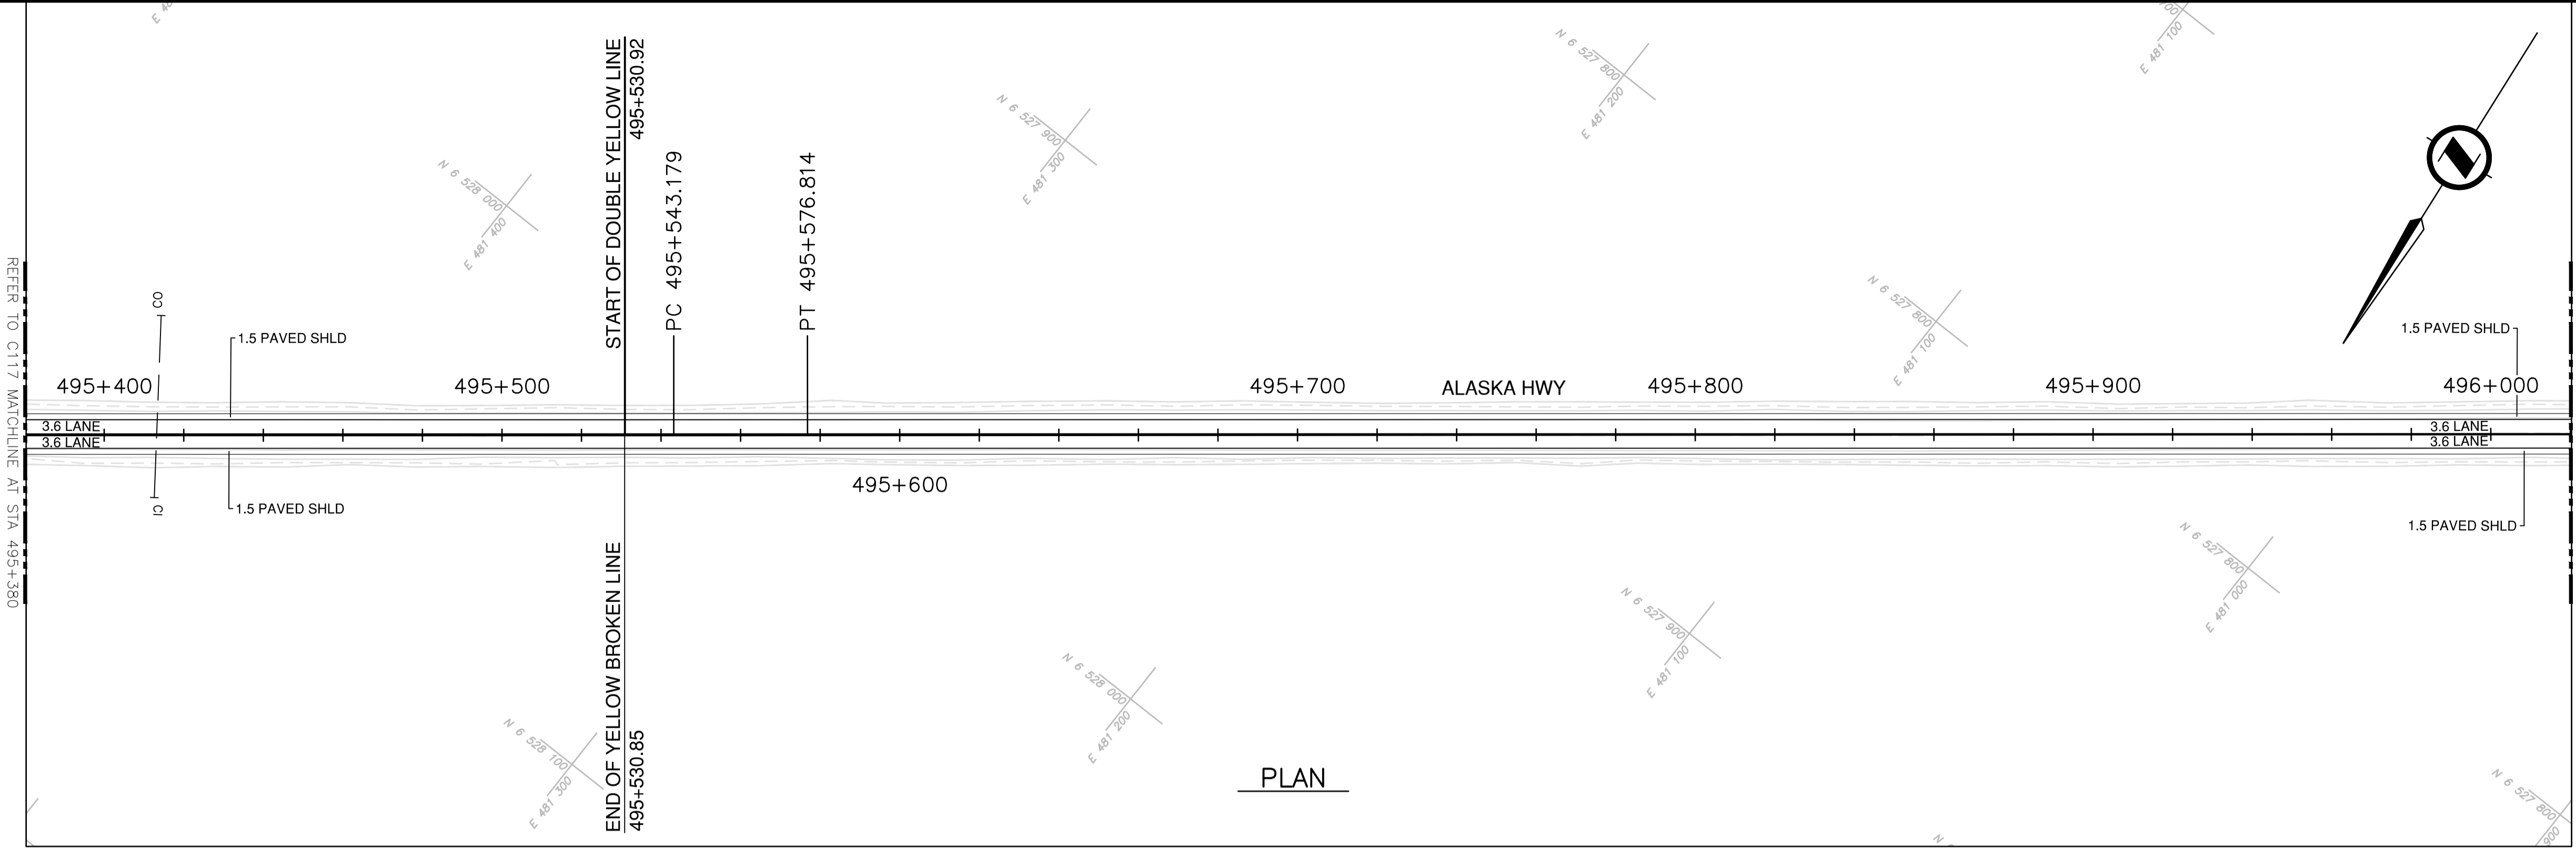 E 48
00
E 481 100
N 6 527 800
E 481 200
N 6 527 900
E 481 300
N 6 528 000
E 481 400
START OF DOUBLE YELLOW LINE
495+530.92
PC 495+543.179
PT 495+576.814
N 6 527 800
E 481 100
REFER TO C117 MATCHLINE AT STA 495+380
CO
1.5 PAVED SHLD
1.5 PAVED SHLD
495+400
495+500
495+700
ALASKA HWY
495+800
495+900
496+000
3.6 LANE
3.6 LANE
3.6 LANE
3.6 LANE
495+600
CI
1.5 PAVED SHLD
1.5 PAVED SHLD
END OF YELLOW BROKEN LINE
495+530.85
N 6 527 800
E 481 000
N 6 527 900
E 481 100
N 6 528 000
E 481 200
N 6 528 100
E 481 300
PLAN
N 6 527 800
900
N